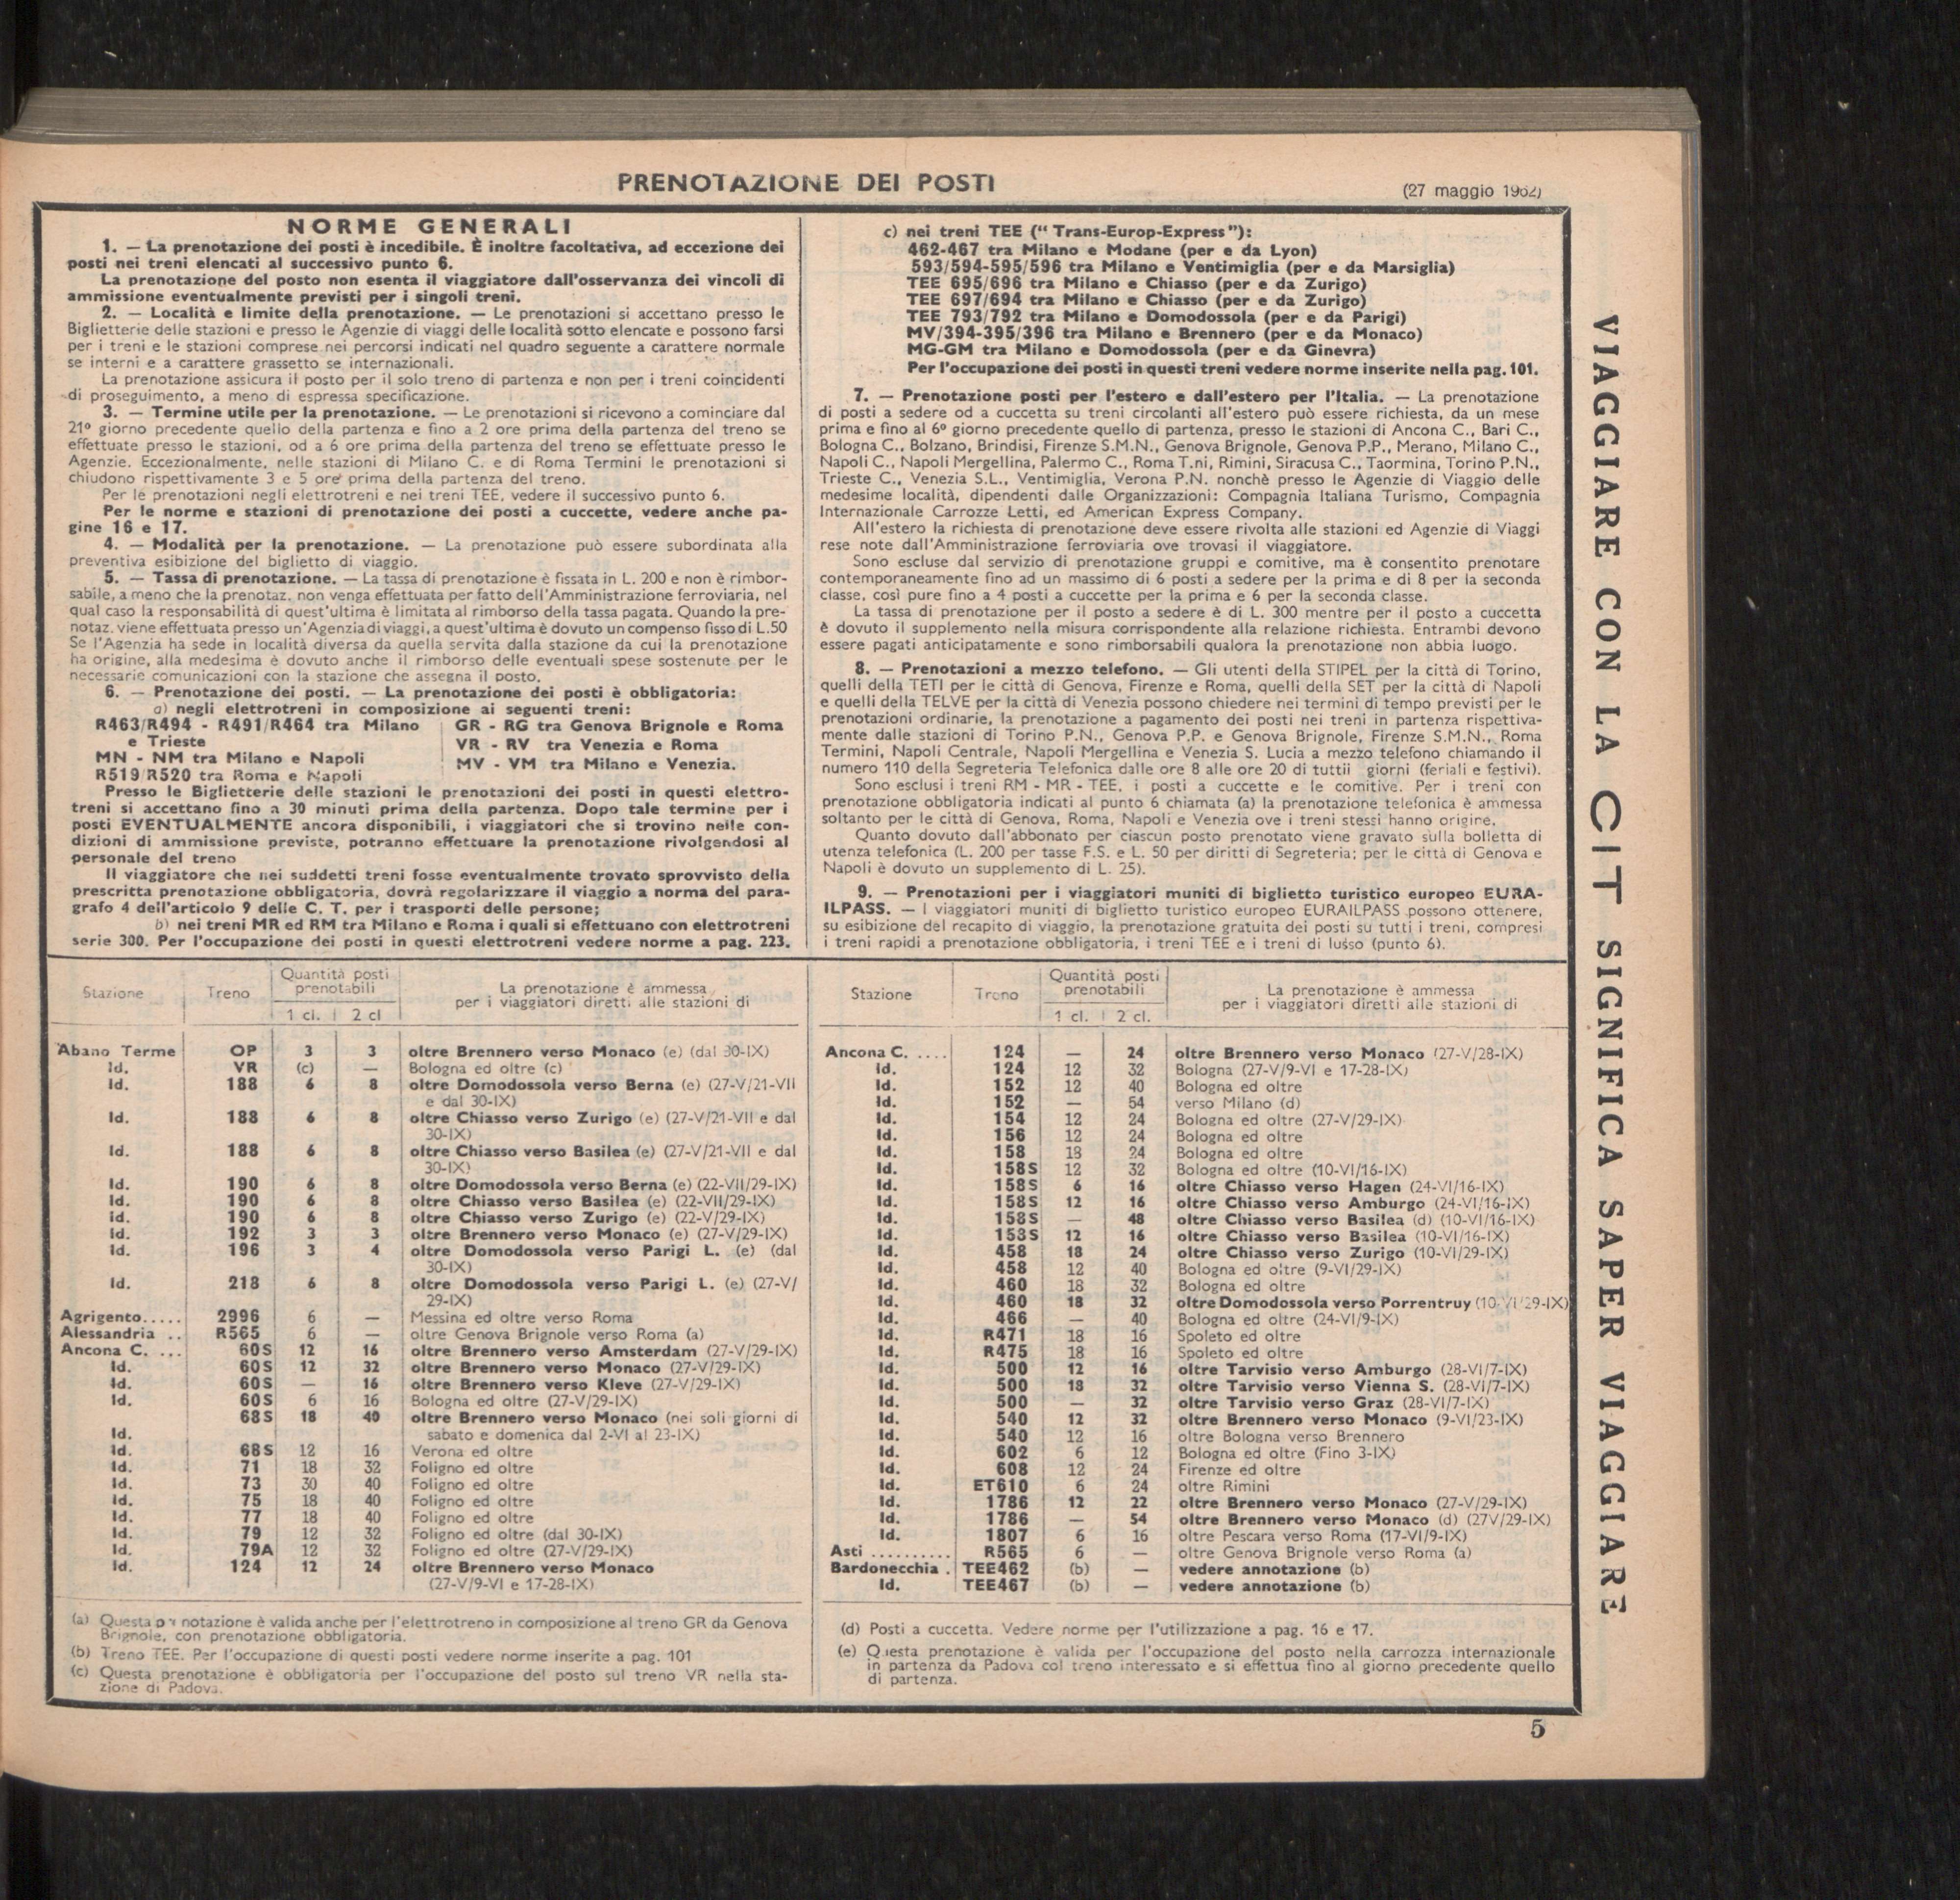 PRENOTAZIONE DEI POSTI
(27 maggio 1962)
NORME GENERALI
1. — La prenotazione dei posti è incedibile. È inoltre facoltativa, ad eccezione dei
posti nei treni elencati al successivo punto 6.
La prenotazione del posto non esenta il viaggiatore dall'osservanza dei vincoli di
ammissione eventualmente previsti per i singoli treni.
2. — Località e limite della prenotazione. — Le prenotazioni si accettano presso le
Biglietterie delle stazioni e presso le Agenzie di viaggi delle località sotto elencate e possono farsi
per i treni e le stazioni comprese nei percorsi indicati nel quadro seguente a carattere normale
se interni e a carattere grassetto se internazionali.
La prenotazione assicura il posto per il solo treno di partenza e non per i treni coincidenti
di proseguimento, a meno di espressa specificazione.
3. — Termine utile per la prenotazione. — Le prenotazioni si ricevono a cominciare dal
21º giorno precedente quello della partenza e fino a 2 ore prima della partenza del treno se
effettuate presso le stazioni, od a 6 ore prima della partenza del treno se effettuate presso le
Agenzie. Eccezionalmente, nelle stazioni di Milano C. e di Roma Termini le prenotazioni si
chiudono rispettivamente 3 e 5 ore prima della partenza del treno.
Per le prenotazioni negli elettrotreni e nei treni TEE, vedere il successivo punto 6.
Per le norme e stazioni di prenotazione dei posti a cuccette, vedere anche pa-
gine 16 e 17.
4. — Modalità per la prenotazione. — La prenotazione può essere subordinata alla
preventiva esibizione del biglietto di viaggio.
5. — Tassa di prenotazione. — La tassa di prenotazione è fissata in L. 200 e non è rimbor-
sabile, a meno che la prenotaz. non venga effettuata per fatto dell'Amministrazione ferroviaria, nel
qual caso la responsabilità di quest'ultima è limitata al rimborso della tassa pagata. Quando la pre-
notaz. viene effettuata presso un'Agenzia di viaggi, a quest'ultima è dovuto un compenso fisso di L.50
Se l'Agenzia ha sede in località diversa da quella servita dalla stazione da cui la prenotazione
ha origine, alla medesima è dovuto anche il rimborso delle eventuali spese sostenute per le
necessarie comunicazioni con la stazione che assegna il posto.
6. — Prenotazione dei posti. — La prenotazione dei posti è obbligatoria:
a) negli elettrotreni in composizione ai seguenti treni:
R463/R494 - R491/R464 tra Milano
e Trieste
MN - NM tra Milano e Napoli
R519/R520 tra Roma e Napoli
GR - RG tra Genova Brignole e Roma
VR - RV tra Venezia e Roma
MV - VM tra Milano e Venezia.
Presso le Biglietterie delle stazioni le prenotazioni dei posti in questi elettro-
treni si accettano fino a 30 minuti prima della partenza. Dopo tale termine per i
posti EVENTUALMENTE ancora disponibili, i viaggiatori che si trovino nelle con-
dizioni di ammissione previste, potranno effettuare la prenotazione rivolgendosi al
personale del treno
Il viaggiatore che nei suddetti treni fosse eventualmente trovato sprovvisto della
prescritta prenotazione obbligatoria, dovrà regolarizzare il viaggio a norma del para-
grafo 4 dell'articolo 9 delle C. T. per i trasporti delle persone;
b) nei treni MR ed RM tra Milano e Roma i quali si effettuano con elettrotreni
serie 300. Per l'occupazione dei posti in questi elettrotreni vedere norme a pag. 223.
c) nei treni TEE (“ Trans-Europ-Express ”):
462-467 tra Milano e Modane (per e da Lyon)
593/594-595/596 tra Milano e Ventimiglia (per e da Marsiglia)
TEE 695/696 tra Milano e Chiasso (per e da Zurigo)
TEE 697/694 tra Milano e Chiasso (per e da Zurigo)
TEE 793/792 tra Milano e Domodossola (per e da Parigi)
MV/394-395/396 tra Milano e Brennero (per e da Monaco)
MG-GM tra Milano e Domodossola (per e da Ginevra)
Per l'occupazione dei posti in questi treni vedere norme inserite nella pag. 101.
7. — Prenotazione posti per l'estero e dall'estero per l'Italia. — La prenotazione
di posti a sedere od a cuccetta su treni circolanti all'estero può essere richiesta, da un mese
prima e fino al 6º giorno precedente quello di partenza, presso le stazioni di Ancona C., Bari C.,
Bologna C., Bolzano, Brindisi, Firenze S.M.N., Genova Brignole, Genova P.P., Merano, Milano C.,
Napoli C., Napoli Mergellina, Palermo C., Roma T.ni, Rimini, Siracusa C., Taormina, Torino P.N.,
Trieste C., Venezia S.L., Ventimiglia, Verona P.N. nonchè presso le Agenzie di Viaggio delle
medesime località, dipendenti dalle Organizzazioni: Compagnia Italiana Turismo, Compagnia
Internazionale Carrozze Letti, ed American Express Company.
All'estero la richiesta di prenotazione deve essere rivolta alle stazioni ed Agenzie di Viaggi
rese note dall'Amministrazione ferroviaria ove trovasi il viaggiatore.
Sono escluse dal servizio di prenotazione gruppi e comitive, ma è consentito prenotare
contemporaneamente fino ad un massimo di 6 posti a sedere per la prima e di 8 per la seconda
classe, così pure fino a 4 posti a cuccette per la prima e 6 per la seconda classe.
La tassa di prenotazione per il posto a sedere è di L. 300 mentre per il posto a cuccetta
è dovuto il supplemento nella misura corrispondente alla relazione richiesta. Entrambi devono
essere pagati anticipatamente e sono rimborsabili qualora la prenotazione non abbia luogo.
8. — Prenotazioni a mezzo telefono. — Gli utenti della STIPEL per la città di Torino,
quelli della TETI per le città di Genova, Firenze e Roma, quelli della SET per la città di Napoli
e quelli della TELVE per la città di Venezia possono chiedere nei termini di tempo previsti per le
prenotazioni ordinarie, la prenotazione a pagamento dei posti nei treni in partenza rispettiva-
mente dalle stazioni di Torino P.N., Genova P.P. e Genova Brignole, Firenze S.M.N., Roma
Termini, Napoli Centrale, Napoli Mergellina e Venezia S. Lucia a mezzo telefono chiamando il
numero 110 della Segreteria Telefonica dalle ore 8 alle ore 20 di tuttii giorni (feriali e festivi).
Sono esclusi i treni RM - MR - TEE, i posti a cuccette e le comitive. Per i treni con
prenotazione obbligatoria indicati al punto 6 chiamata (a) la prenotazione telefonica è ammessa
soltanto per le città di Genova, Roma, Napoli e Venezia ove i treni stessi hanno origine.
Quanto dovuto dall'abbonato per ciascun posto prenotato viene gravato sulla bolletta di
utenza telefonica (L. 200 per tasse F.S. e L. 50 per diritti di Segreteria; per le città di Genova e
Napoli è dovuto un supplemento di L. 25).
9. — Prenotazioni per i viaggiatori muniti di biglietto turistico europeo EURA-
ILPASS. — I viaggiatori muniti di biglietto turistico europeo EURAILPASS possono ottenere,
su esibizione del recapito di viaggio, la prenotazione gratuita dei posti su tutti i treni, compresi
i treni rapidi a prenotazione obbligatoria, i treni TEE e i treni di lusso (punto 6).
Stazione Treno Quantità posti prenotabili 1 cl. 2 cl La prenotazione è ammessa per i viaggiatori diretti alle stazioni di
Abano Terme OP 3 3 oltre Brennero verso Monaco (e) (dal 30-IX)
Id. VR (c) — Bologna ed oltre (c)
Id. 188 6 8 oltre Domodossola verso Berna (e) (27-V/21-VII
e dal 30-IX)
Id. 188 6 8 oltre Chiasso verso Zurigo (e) (27-V/21-VII e dal
30-IX)
Id. 188 6 8 oltre Chiasso verso Basilea (e) (27-V/21-VII e dal
30-IX)
Id. 190 6 8 oltre Domodossola verso Berna (e) (22-VII/29-IX)
Id. 190 6 8 oltre Chiasso verso Basilea (e) (22-VII/29-IX)
Id. 190 6 8 oltre Chiasso verso Zurigo (e) (22-V/29-IX)
Id. 192 3 3 oltre Brennero verso Monaco (e) (27-V/29-IX)
Id. 196 3 4 oltre Domodossola verso Parigi L. (e) (dal
30-IX)
Id. 218 6 8 oltre Domodossola verso Parigi L. (e) (27-V/
29-IX)
Agrigento..... 2996 6 — Messina ed oltre verso Roma
Alessandria .. R565 6 — oltre Genova Brignole verso Roma (a)
Ancona C. ... 60S 12 16 oltre Brennero verso Amsterdam (27-V/29-IX)
Id. 60S 12 32 oltre Brennero verso Monaco (27-V/29-IX)
Id. 60S — 16 oltre Brennero verso Kleve (27-V/29-IX)
Id. 60S 6 16 Bologna ed oltre (27-V/29-IX)
68S 18 40 oltre Brennero verso Monaco (nei soli giorni di
Id. sabato e domenica dal 2-VI al 23-IX)
Id. 68S 12 16 Verona ed oltre
Id. 71 18 32 Foligno ed oltre
Id. 73 30 40 Foligno ed oltre
Id. 75 18 40 Foligno ed oltre
Id. 77 18 40 Foligno ed oltre
Id. 79 12 32 Foligno ed oltre (dal 30-IX)
Id. 79A 12 32 Foligno ed oltre (27-V/29-IX)
Id. 124 12 24 oltre Brennero verso Monaco
(27-V/9-VI e 17-28-IX)
Stazione Treno Quantità posti prenotabili 1 cl. 2 cl. La prenotazione è ammessa per i viaggiatori diretti alle stazioni di
Ancona C. .... 124 — 24 oltre Brennero verso Monaco (27-V/28-IX)
Id. 124 12 32 Bologna (27-V/9-VI e 17-28-IX)
Id. 152 12 40 Bologna ed oltre
Id. 152 — 54 verso Milano (d)
Id. 154 12 24 Bologna ed oltre (27-V/29-IX)
Id. 156 12 24 Bologna ed oltre
Id. 158 18 24 Bologna ed oltre
Id. 158S 12 32 Bologna ed oltre (10-VI/16-IX)
Id. 158S 6 16 oltre Chiasso verso Hagen (24-VI/16-IX)
Id. 158S 12 16 oltre Chiasso verso Amburgo (24-VI/16-IX)
Id. 158S — 48 oltre Chiasso verso Basilea (d) (10-VI/16-IX)
Id. 153S 12 16 oltre Chiasso verso Basilea (10-VI/16-IX)
Id. 458 18 24 oltre Chiasso verso Zurigo (10-VI/29-IX)
Id. 458 12 40 Bologna ed oltre (9-VI/29-IX)
Id. 460 18 32 Bologna ed oltre
Id. 460 18 32 oltre Domodossola verso Porrentruy (10-VI/29-IX)
Id. 466 — 40 Bologna ed oltre (24-VI/9-IX)
Id. R471 18 16 Spoleto ed oltre
Id. R475 18 16 Spoleto ed oltre
Id. 500 12 16 oltre Tarvisio verso Amburgo (28-VI/7-IX)
Id. 500 18 32 oltre Tarvisio verso Vienna S. (28-VI/7-IX)
Id. 500 — 32 oltre Tarvisio verso Graz (28-VI/7-IX)
Id. 540 12 32 oltre Brennero verso Monaco (9-VI/23-IX)
Id. 540 12 16 oltre Bologna verso Brennero
Id. 602 6 12 Bologna ed oltre (Fino 3-IX)
Id. 608 12 24 Firenze ed oltre
Id. ET610 6 24 oltre Rimini
Id. 1786 12 22 oltre Brennero verso Monaco (27-V/29-IX)
Id. 1786 — 54 oltre Brennero verso Monaco (d) (27V/29-IX)
Id. 1807 6 16 oltre Pescara verso Roma (17-VI/9-IX)
Asti .......... R565 6 — oltre Genova Brignole verso Roma (a)
Bardonecchia . TEE462 (b) — vedere annotazione (b)
Id. TEE467 (b) — vedere annotazione (b)
(a) Questa notazione è valida anche per l'elettrotreno in composizione al treno GR da Genova
Brignole, con prenotazione obbligatoria.
(b) Treno TEE. Per l'occupazione di questi posti vedere norme inserite a pag. 101
(c) Questa prenotazione è obbligatoria per l'occupazione del posto sul treno VR nella sta-
zione di Padova.
(d) Posti a cuccetta. Vedere norme per l'utilizzazione a pag. 16 e 17.
(e) Questa prenotazione è valida per l'occupazione del posto nella carrozza internazionale
in partenza da Padova col treno interessato e si effettua fino al giorno precedente quello
di partenza.
VIAGGIARE CON LA CIT SIGNIFICA SAPER VIAGGIARE
5